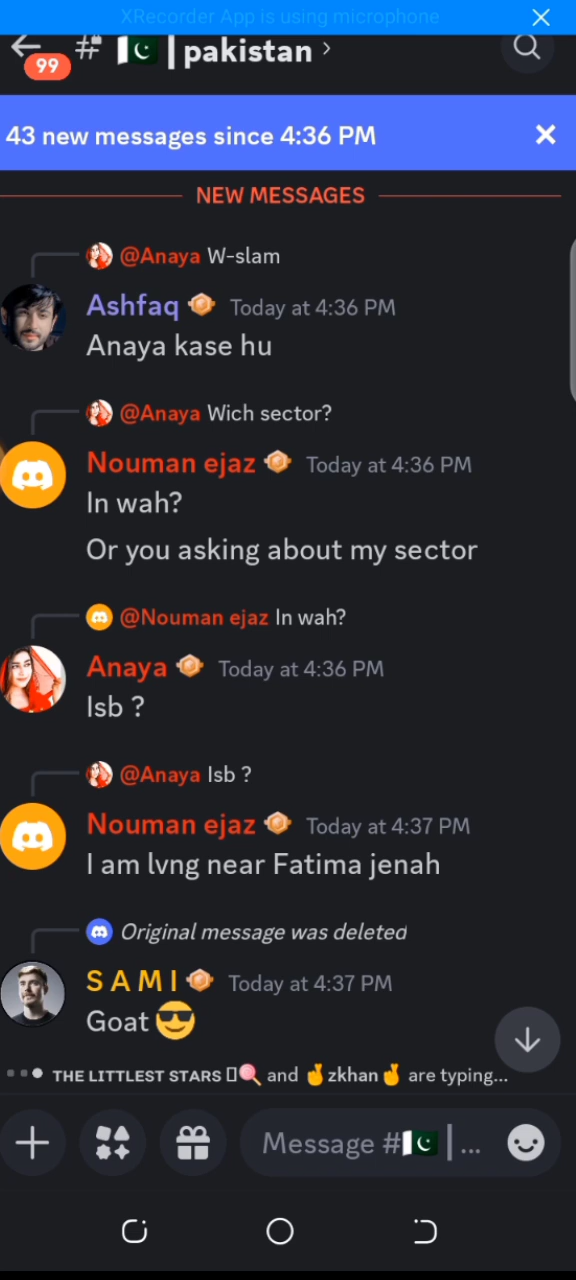 XRecorder App is using microphone
99
# 🇵🇰 | pakistan ›
43 new messages since 4:36 PM
NEW MESSAGES
@Anaya W-slam
Ashfaq Today at 4:36 PM
Anaya kase hu
@Anaya Wich sector?
Nouman ejaz Today at 4:36 PM
In wah?
Or you asking about my sector
@Nouman ejaz In wah?
Anaya Today at 4:36 PM
Isb ?
@Anaya Isb ?
Nouman ejaz Today at 4:37 PM
I am lvng near Fatima jenah
Original message was deleted
S A M I Today at 4:37 PM
Goat 😎
THE LITTLEST STARS ▯🍭 and 🤞zkhan🤞 are typing...
Message #🇵🇰 | ...